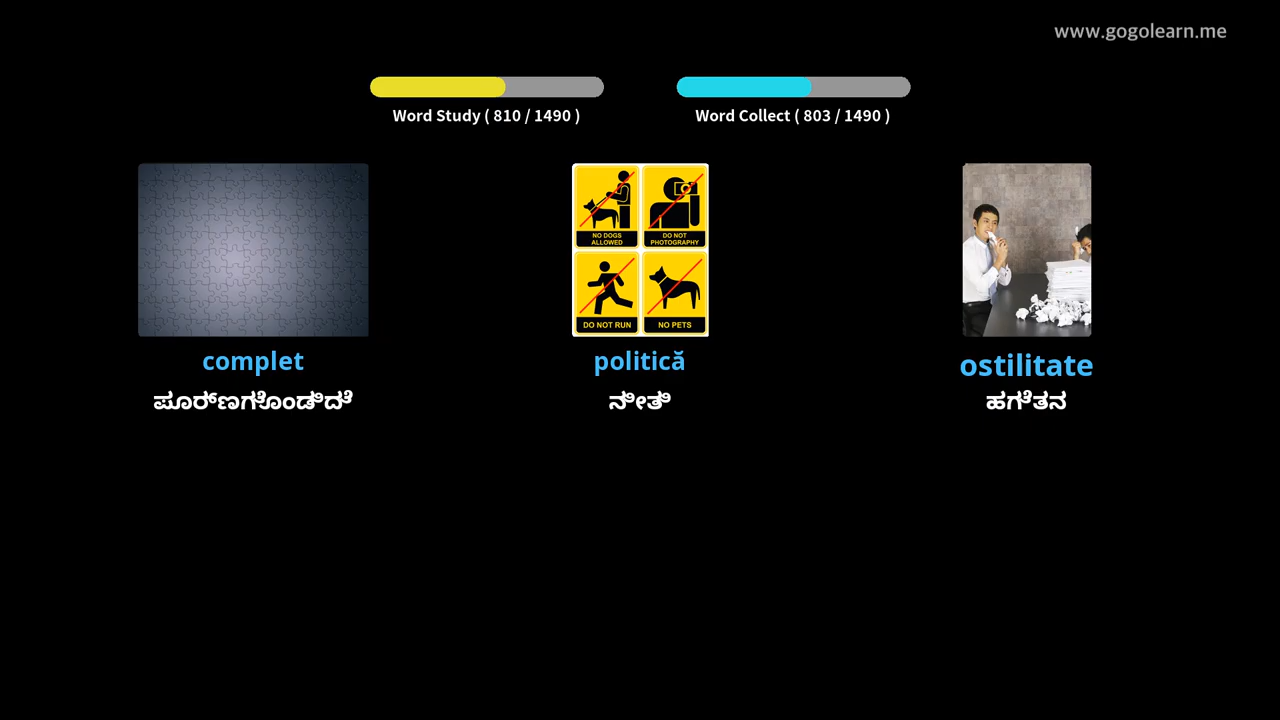 www.gogolearn.me
Word Study ( 810 / 1490 )
Word Collect ( 803 / 1490 )
NO DOGS
ALLOWED
DO NOT
PHOTOGRAPHY
DO NOT RUN
NO PETS
complet
politică
ostilitate
ಪೂರ್ಣಗೊಂಡಿದೆ
ನೀತಿ
ಹಗೆತನ